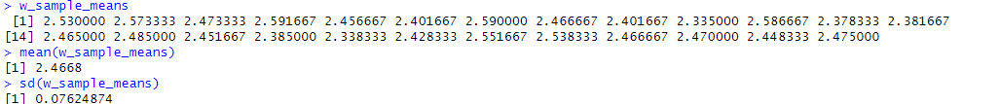 > w_sample_means
[1] 2.530000 2.573333 2.473333 2.591667 2.456667 2.401667 2.590000 2.466667 2.401667 2.335000 2.586667 2.378333 2.381667
[14] 2.465000 2.485000 2.451667 2.385000 2.338333 2.428333 2.551667 2.538333 2.466667 2.470000 2.448333 2.475000
> mean(w_sample_means)
[1] 2.4668
> sd(w_sample_means)
[1] 0.07624874